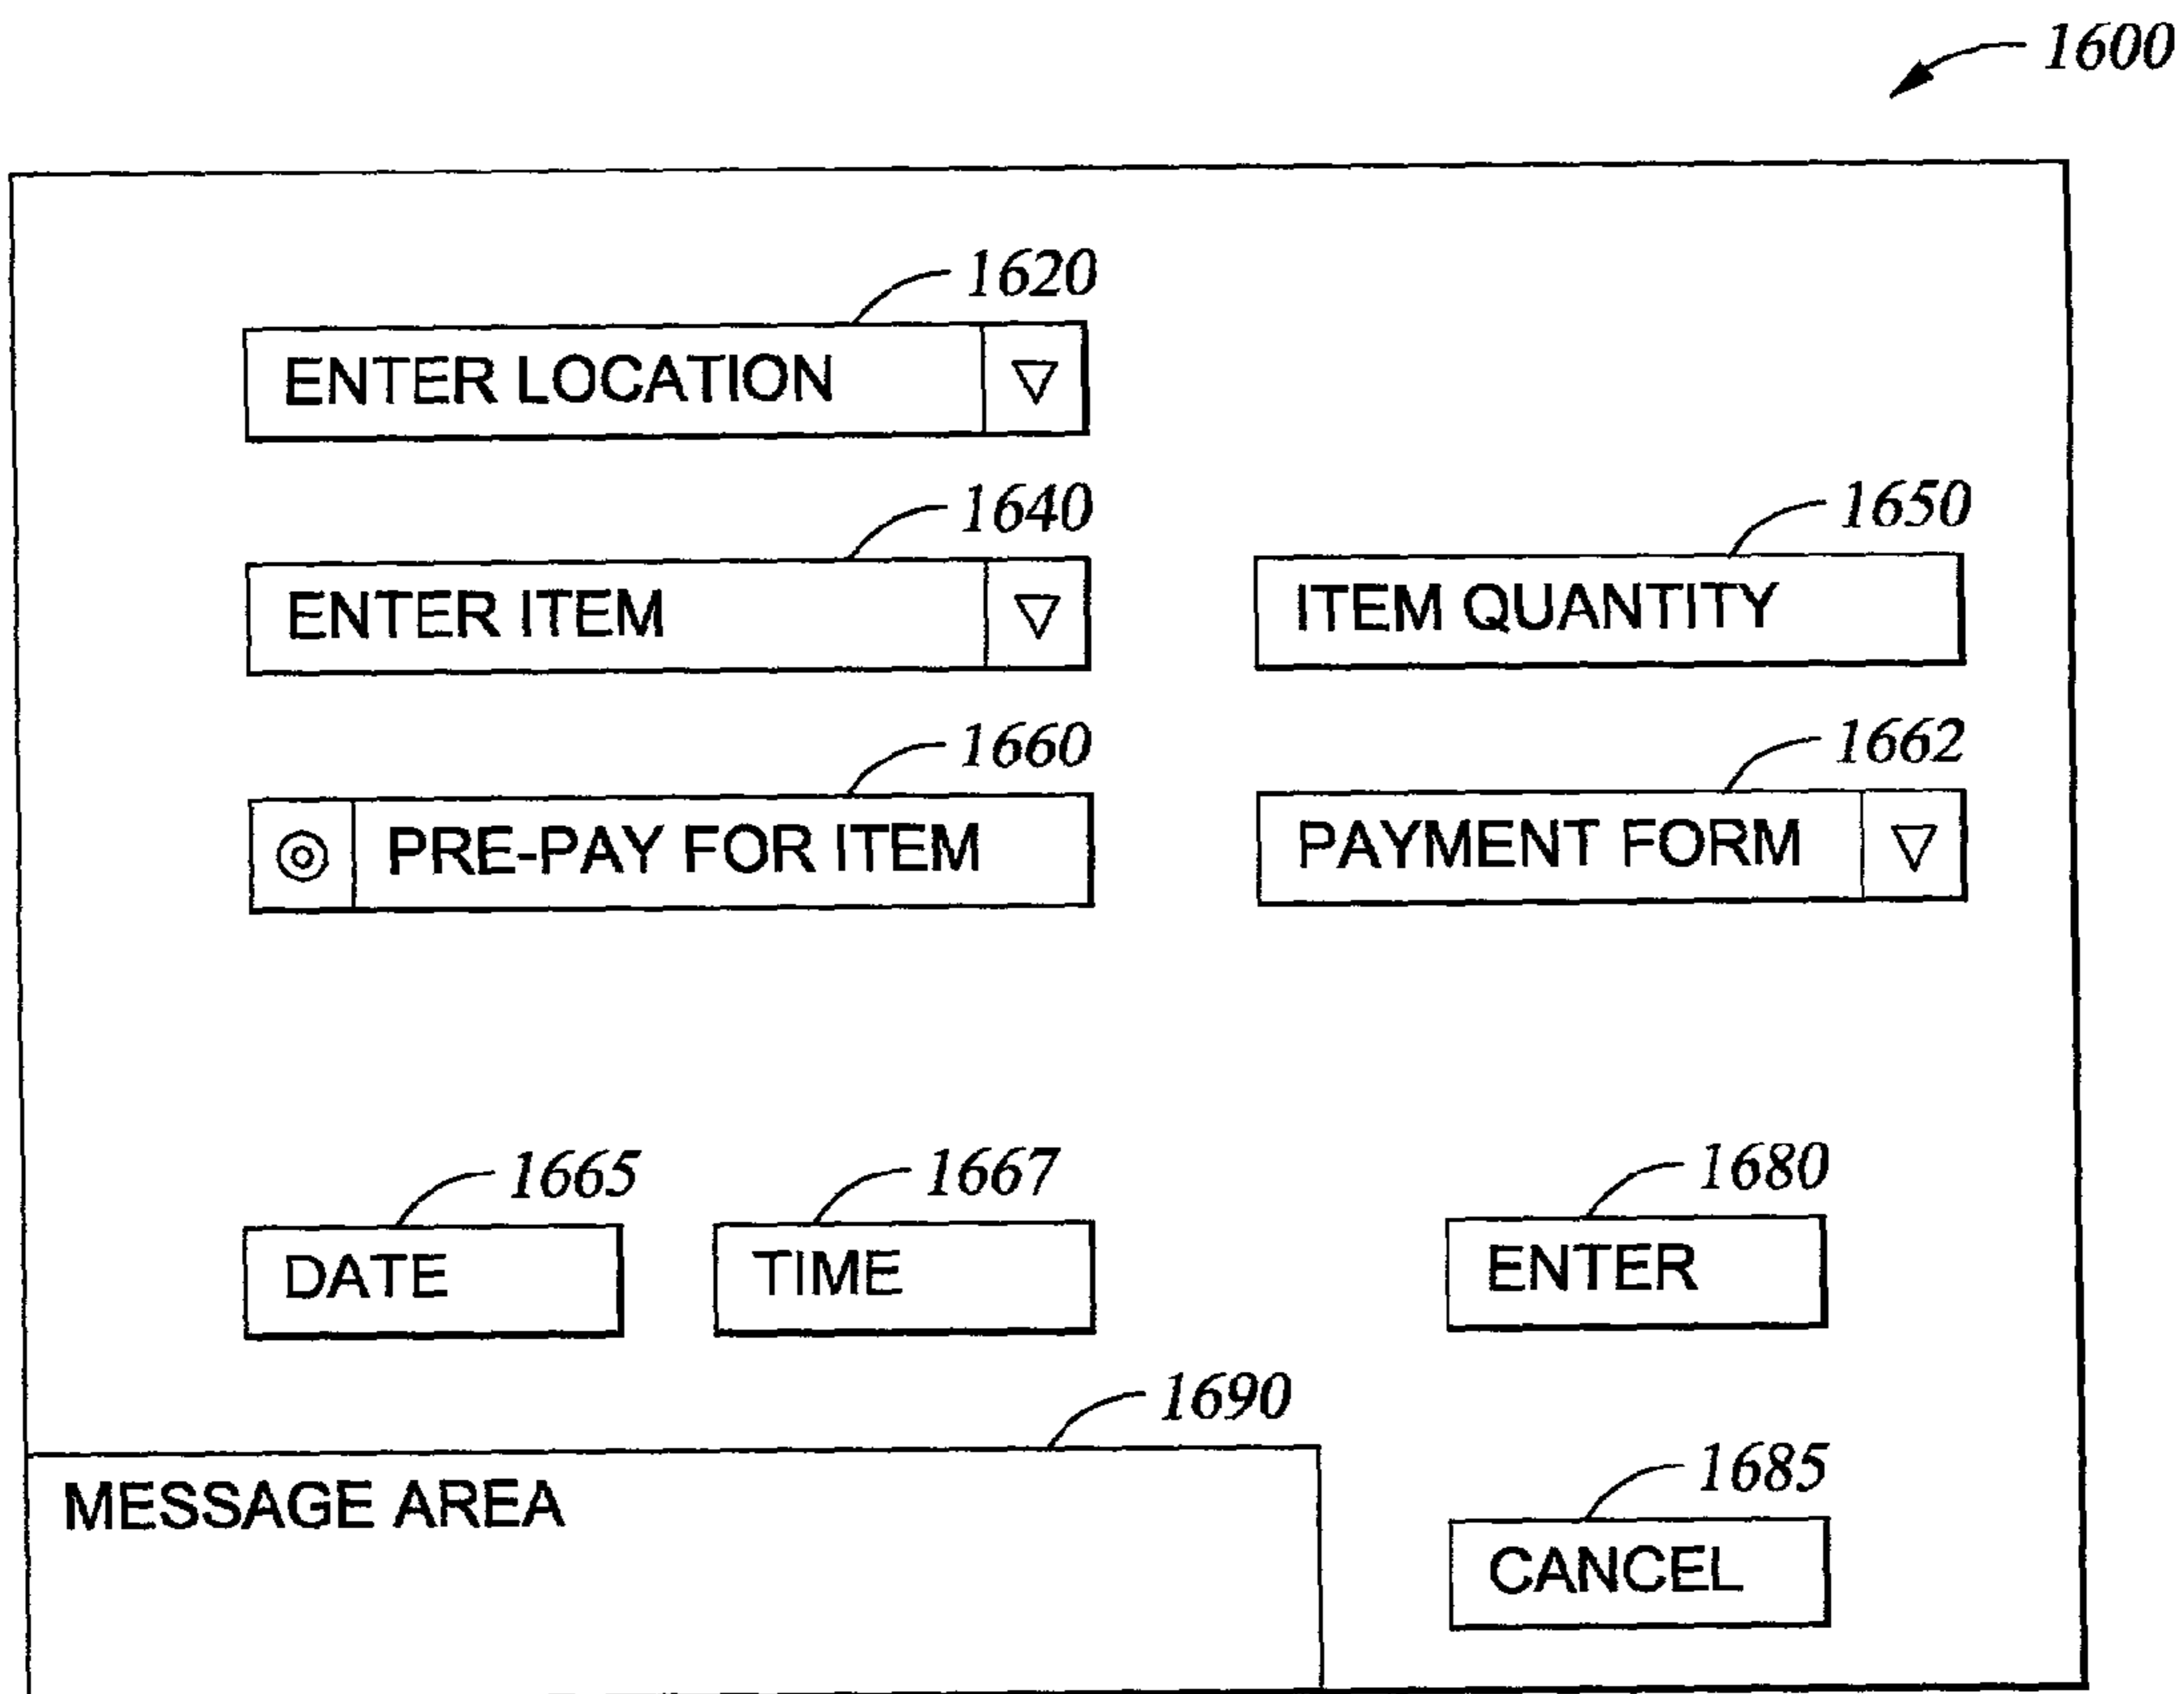 1600
1620
ENTER LOCATION
1640
1650
ENTER ITEM
ITEM QUANTITY
1660
1662
PRE-PAY FOR ITEM
PAYMENT FORM
1665
1667
1680
DATE
TIME
ENTER
1690
1685
MESSAGE AREA
CANCEL